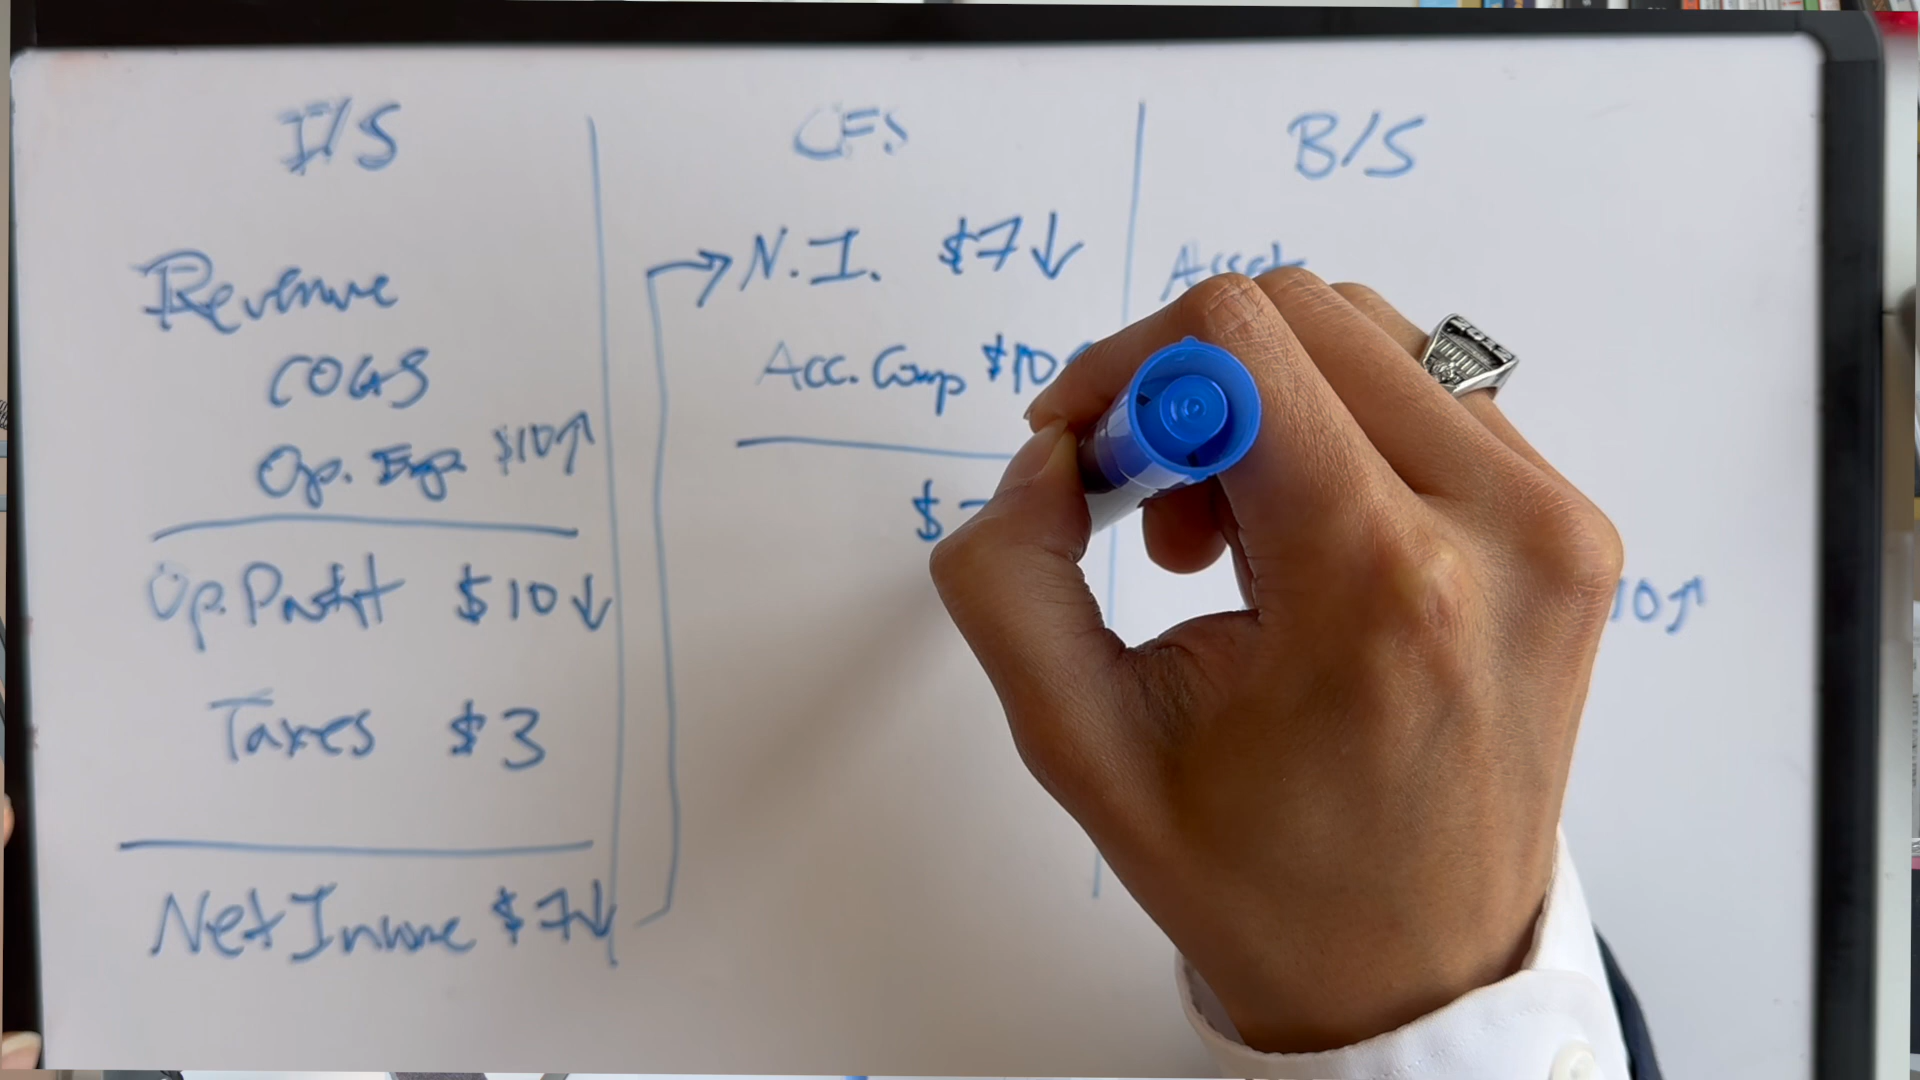 I/S
Revenue
COGS
Op. Exp. $10↑
Op. Profit $10↓
Taxes $3
Net Income $7↓
CFS
N.I. $7↓
Acc. Comp $10
$
B/S
Assets
10↑